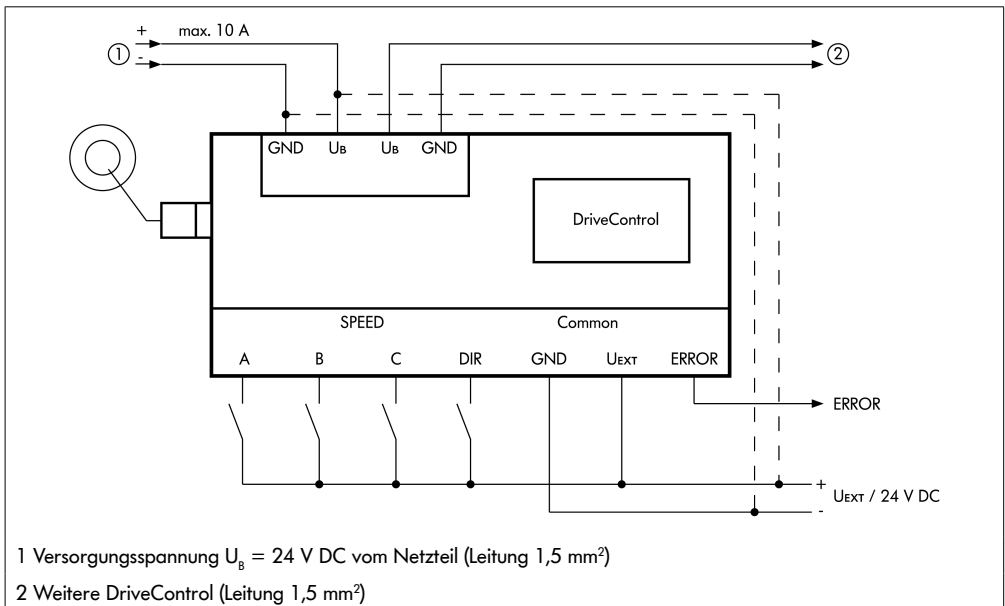 + max. 10 A
1
-
2
GND UB UB GND
DriveControl
SPEED Common
A B C DIR GND UEXT ERROR
ERROR
+
UEXT / 24 V DC
-
1 Versorgungsspannung UB = 24 V DC vom Netzteil (Leitung 1,5 mm²)
2 Weitere DriveControl (Leitung 1,5 mm²)